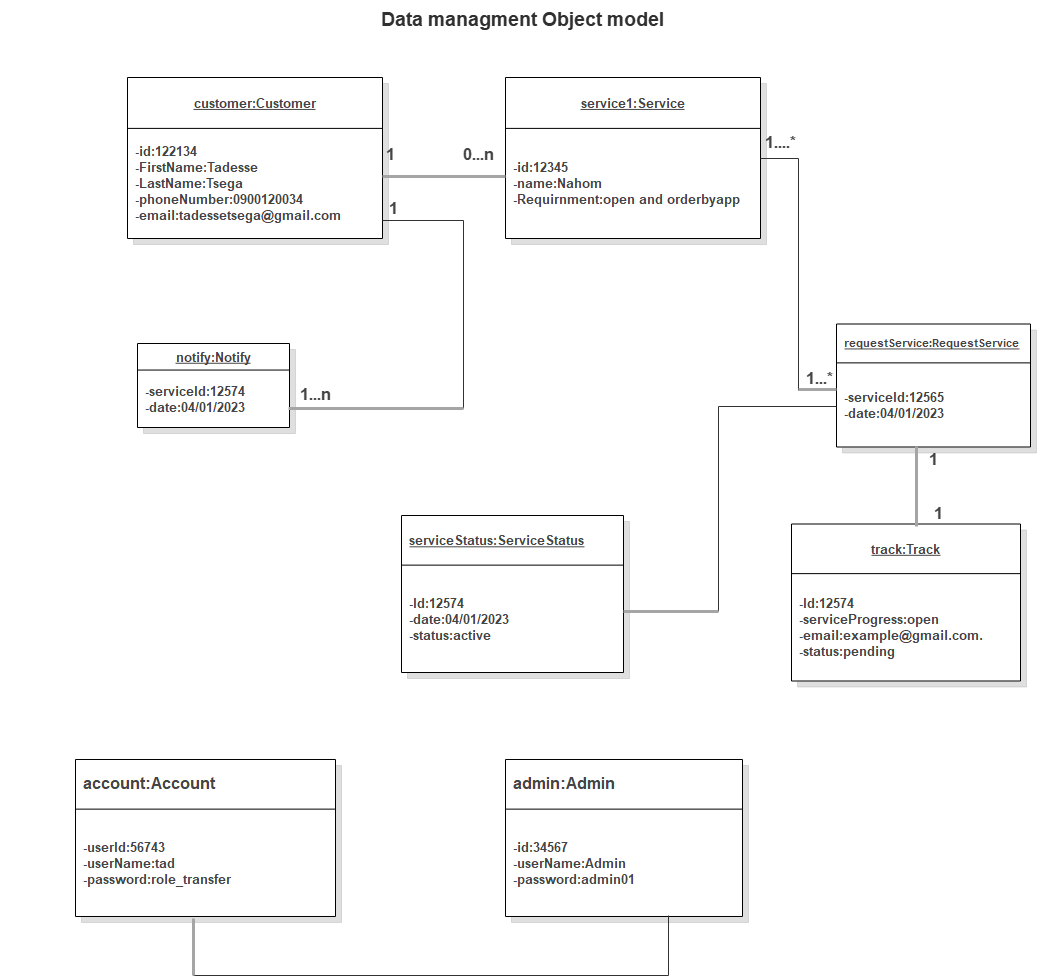 Data managment Object model
customer:Customer
-id:122134
-FirstName:Tadesse
-LastName:Tsega
-phoneNumber:0900120034
-email:tadessetsega@gmail.com
1
0...n
service1:Service
-id:12345
-name:Nahom
-Requirnment:open and orderbyapp
1....*
1
notify:Notify
-serviceId:12574
-date:04/01/2023
1...n
requestService:RequestService
-serviceId:12565
-date:04/01/2023
1...*
1
1
serviceStatus:ServiceStatus
-Id:12574
-date:04/01/2023
-status:active
track:Track
-Id:12574
-serviceProgress:open
-email:example@gmail.com.
-status:pending
account:Account
-userId:56743
-userName:tad
-password:role_transfer
admin:Admin
-id:34567
-userName:Admin
-password:admin01